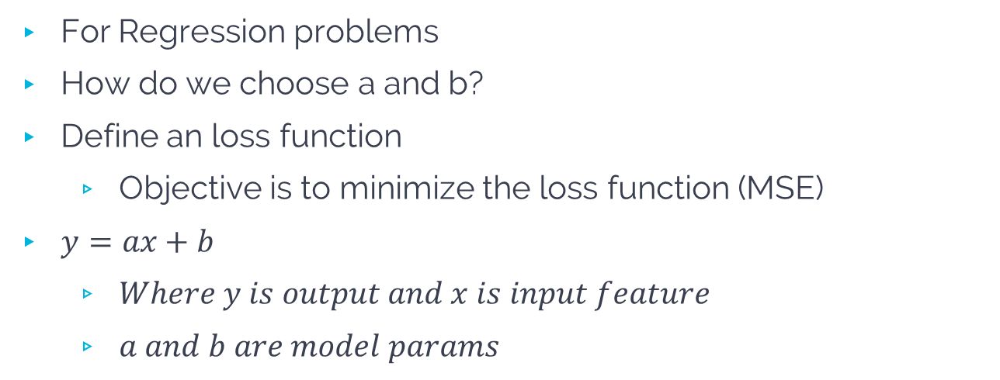 For Regression problems
How do we choose a and b?
Define an loss function
Objective is to minimize the loss function (MSE)
y = ax + b
Where y is output and x is input feature
a and b are model params